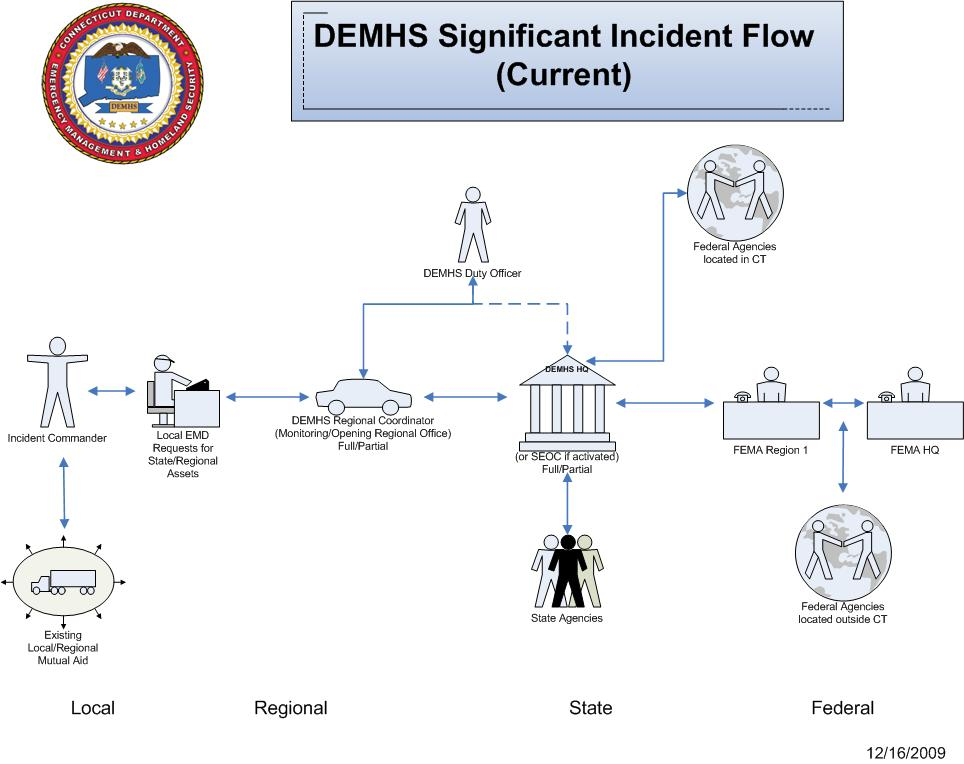 CONNECTICUT DEPARTMENT
EMERGENCY MANAGEMENT & HOMELAND SECURITY
DEMHS
DEMHS Significant Incident Flow
(Current)
Federal Agencies
located in CT
DEMHS Duty Officer
DEMHS HQ
Incident Commander
Local EMD
Requests for
State/Regional
Assets
DEMHS Regional Coordinator
(Monitoring/Opening Regional Office)
Full/Partial
(or SEOC if activated)
Full/Partial
FEMA Region 1
FEMA HQ
Existing
Local/Regional
Mutual Aid
State Agencies
Federal Agencies
located outside CT
Local
Regional
State
Federal
12/16/2009